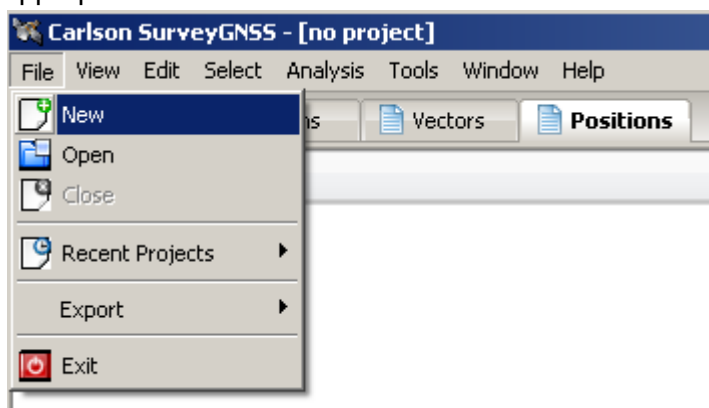 Carlson SurveyGNSS - [no project]
File View Edit Select Analysis Tools Window Help
New
Vectors
Positions
Open
Close
Recent Projects
Export
Exit